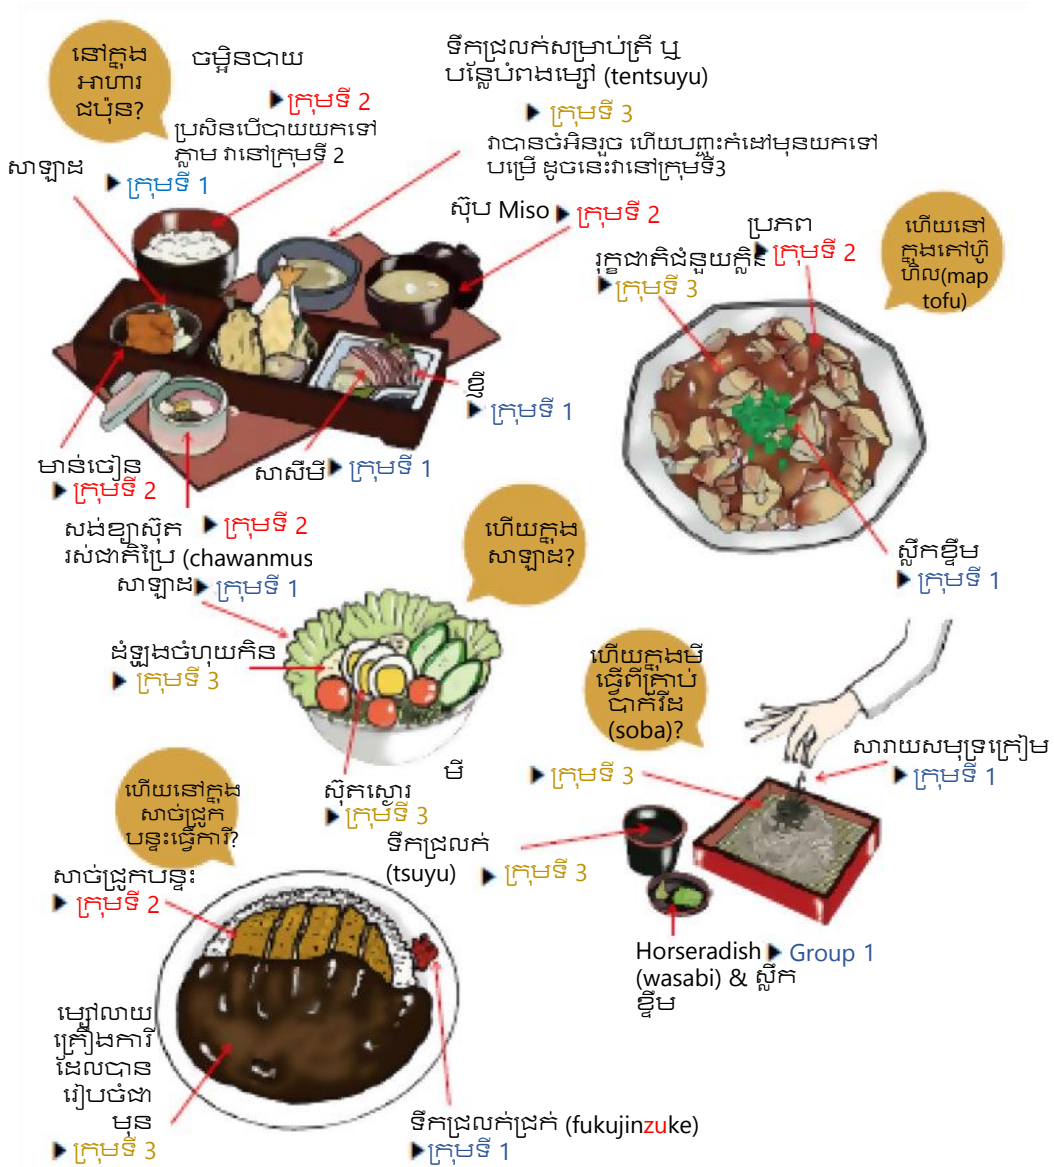 នៅក្នុង
អាហារ
ជប៉ុន?
ចម្អិនបាយ
ក្រុមទី 2
ប្រសិនបើបាយយកទៅ
ភ្លាម វានៅក្រុមទី 2
ទឹកជ្រលក់សម្រាប់ត្រី ឬ
បន្លែបំពងម្សៅ (tentsuyu)
ក្រុមទី 3
វាបានចំអិនរួច ហើយបញ្ចុះកំដៅមុនយកទៅ
បម្រើ ដូចនេះវានៅក្រុមទី3
សាឡាដ
ក្រុមទី 1
ស៊ុប Miso ក្រុមទី 2
ប្រភព
ក្រុមទី 2
រុក្ខជាតិជំនួយក្លិន
ក្រុមទី 3
ហើយនៅ
ក្នុងតៅហ៊ូ
ហិល(map
tofu)
ក្រុមទី 1
មាន់ចៀន
ក្រុមទី 2
សាសីមី ក្រុមទី 1
សង់ខ្យាស៊ុត ក្រុមទី 2
រស់ជាតិប្រៃ (chawanmus
ហើយក្នុង
សាឡាដ?
ស្លឹកខ្ទឹម
ក្រុមទី 1
សាឡាដ ក្រុមទី 1
ដំឡូងចំហុយកិន
ក្រុមទី 3
ស៊ុតស្ងោរ
ក្រុមទី 3
ហើយក្នុងមី
ធ្វើពីគ្រាប់
បាក់វីដ
(soba)?
មី
ក្រុមទី 3
សារាយសមុទ្រក្រៀម
ក្រុមទី 1
ទឹកជ្រលក់
(tsuyu) ក្រុមទី 3
Horseradish Group 1
(wasabi) & ស្លឹក
ខ្ទឹម
ហើយនៅក្នុង
សាច់ជ្រូក
បន្ទះធ្វើការី?
សាច់ជ្រូកបន្ទះ
ក្រុមទី 2
ម្សៅលាយ
គ្រឿងការី
ដែលបាន
រៀបចំជា
មុន
ក្រុមទី 3
ទឹកជ្រលក់ជ្រក់ (fukujinzuke)
ក្រុមទី 1